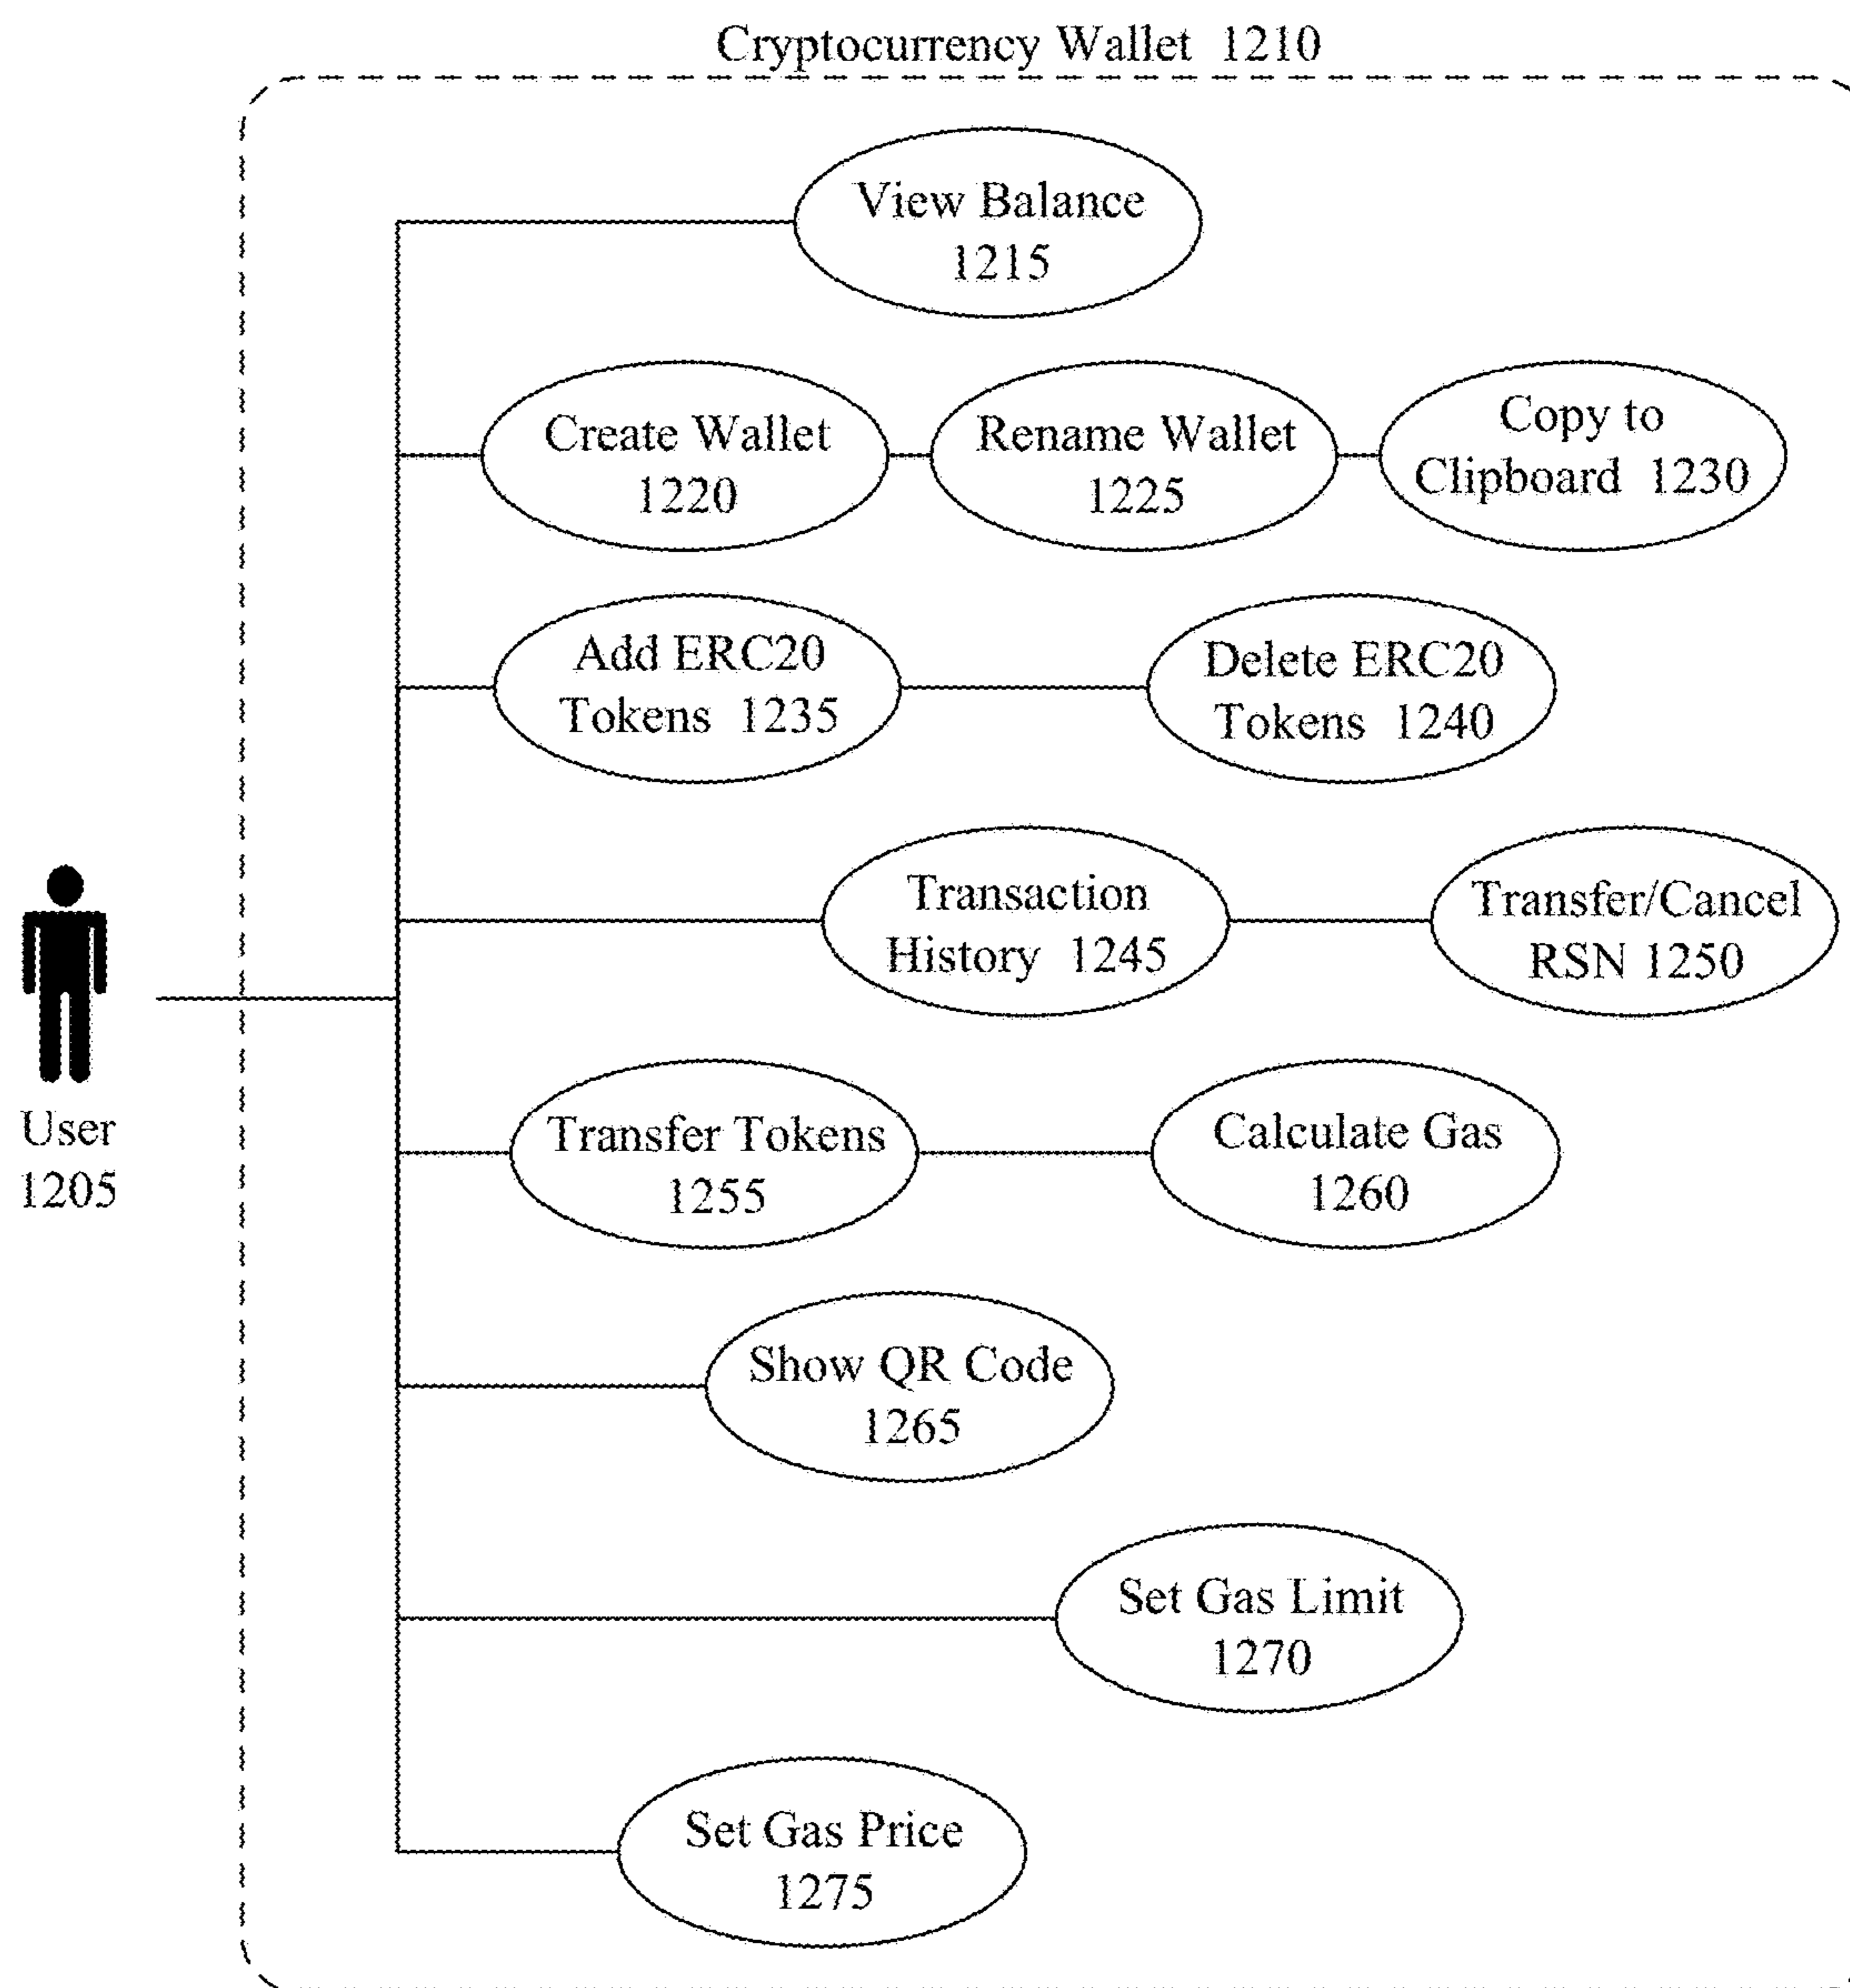 Cryptocurrency Wallet 1210
View Balance
1215
Create Wallet
1220
Rename Wallet
1225
Copy to
Clipboard 1230
Add ERC20
Tokens 1235
Delete ERC20
Tokens 1240
Transaction
History 1245
Transfer/Cancel
RSN 1250
User
1205
Transfer Tokens
1255
Calculate Gas
1260
Show QR Code
1265
Set Gas Limit
1270
Set Gas Price
1275